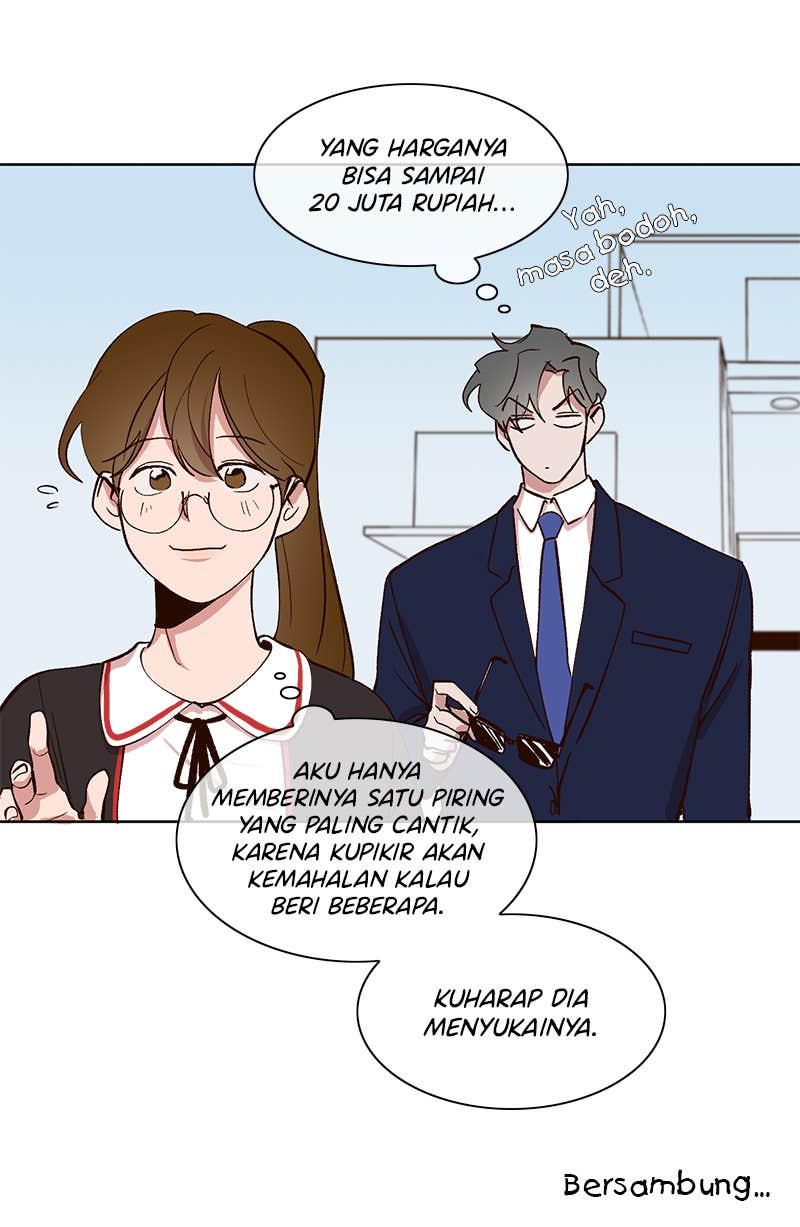 YANG HARGANYA
BISA SAMPAI
20 JUTA RUPIAH...
Yah,
masa bodoh,
deh.
AKU HANYA
MEMBERINYA SATU PIRING
YANG PALING CANTIK,
KARENA KUPIKIR AKAN
KEMAHALAN KALAU
BERI BEBERAPA.
KUHARAP DIA
MENYUKAINYA.
Bersambung...